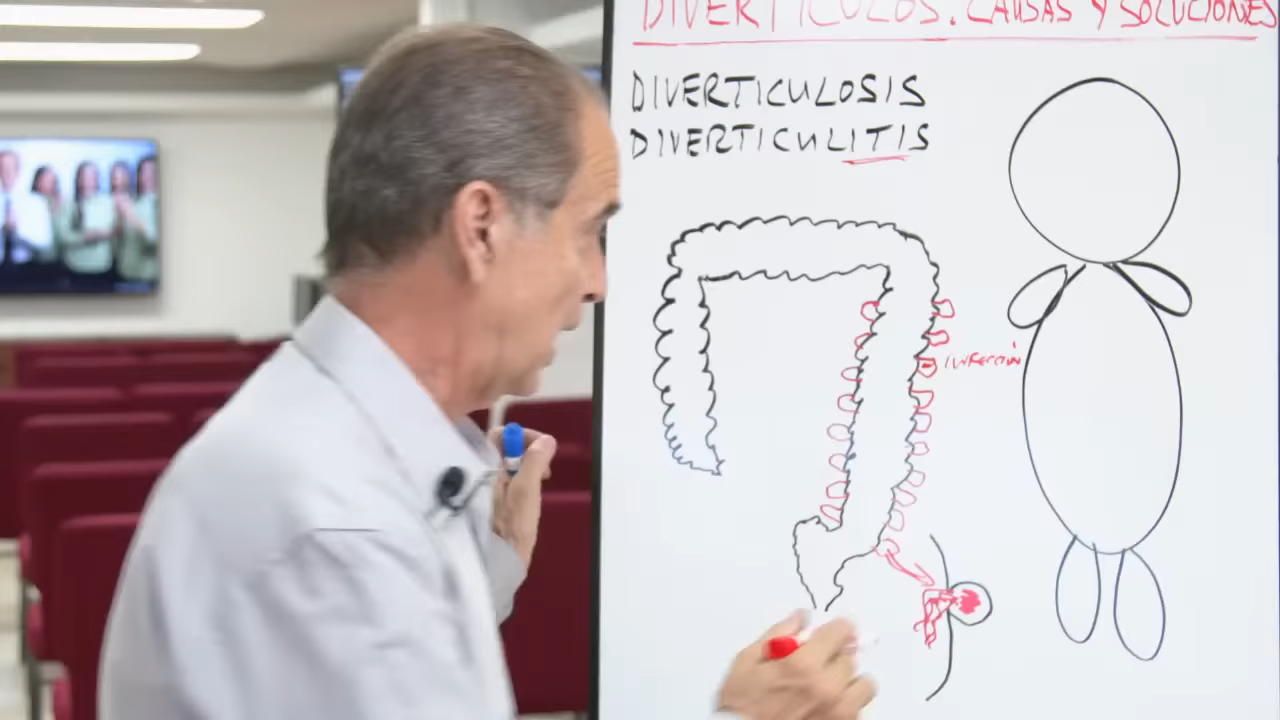 DIVERTICULOS. CAUSAS Y SOLUCIONES
DIVERTICULOSIS
DIVERTICULITIS
INFECCIÓN